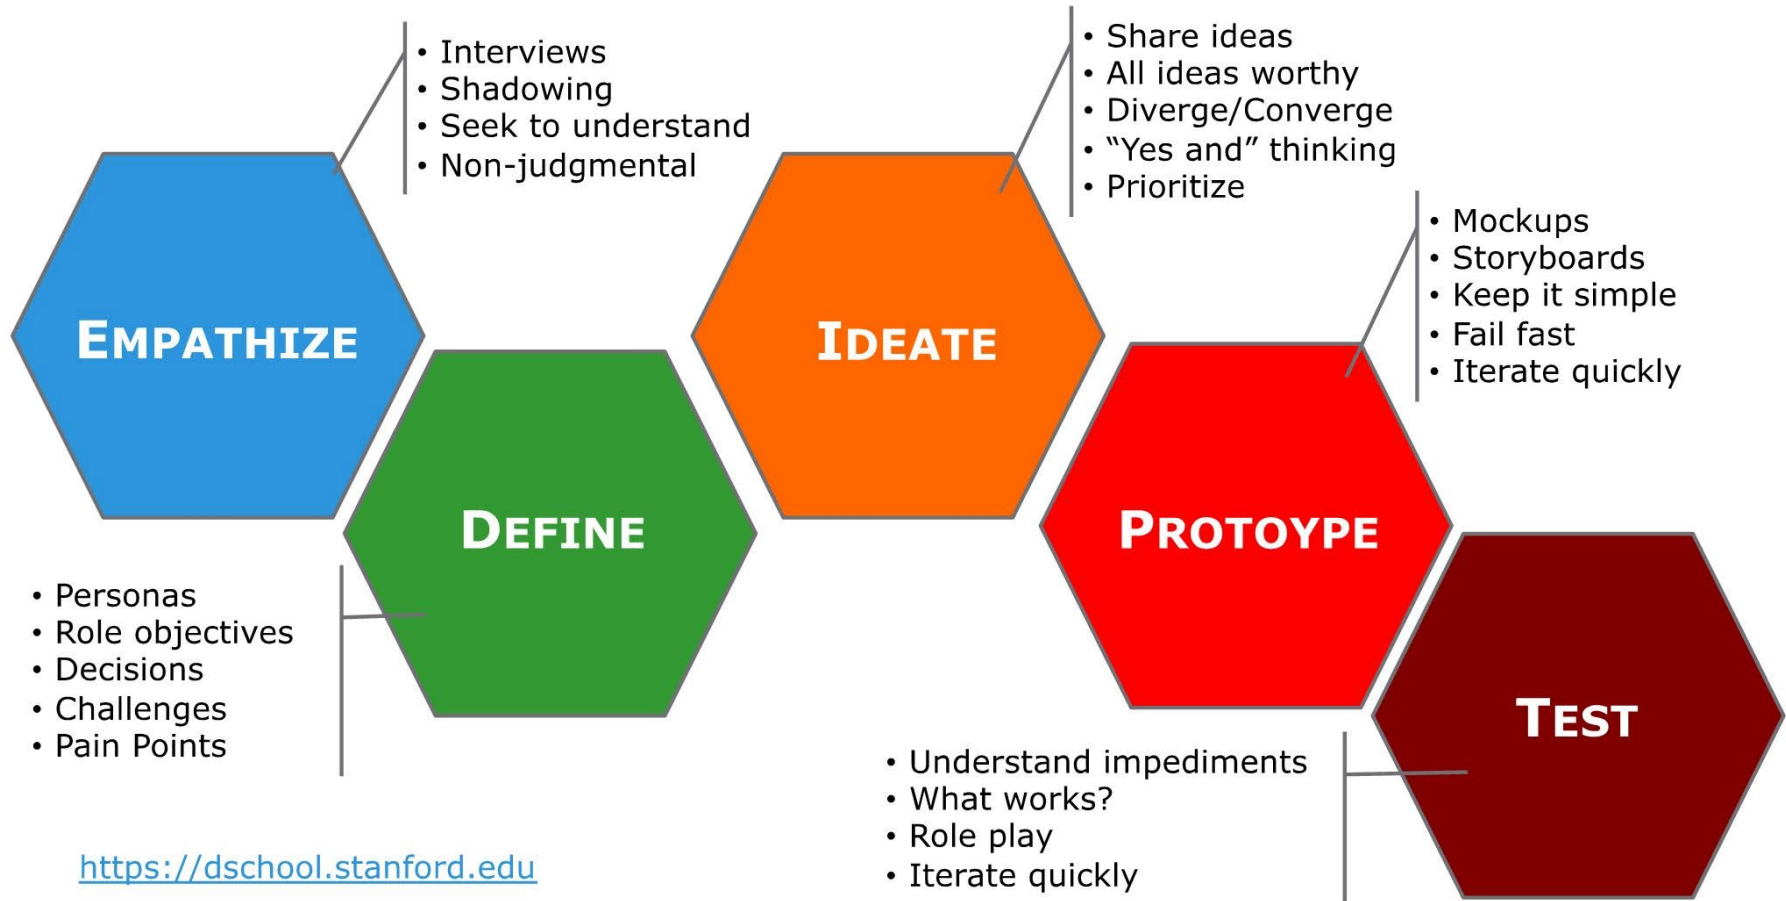 • Interviews
• Shadowing
• Seek to understand
• Non-judgmental
EMPATHIZE
DEFINE
• Personas
• Role objectives
• Decisions
• Challenges
• Pain Points
• Share ideas
• All ideas worthy
• Diverge/Converge
• “Yes and” thinking
• Prioritize
IDEATE
• Mockups
• Storyboards
• Keep it simple
• Fail fast
• Iterate quickly
PROTOYPE
TEST
• Understand impediments
• What works?
• Role play
• Iterate quickly
https://dschool.stanford.edu